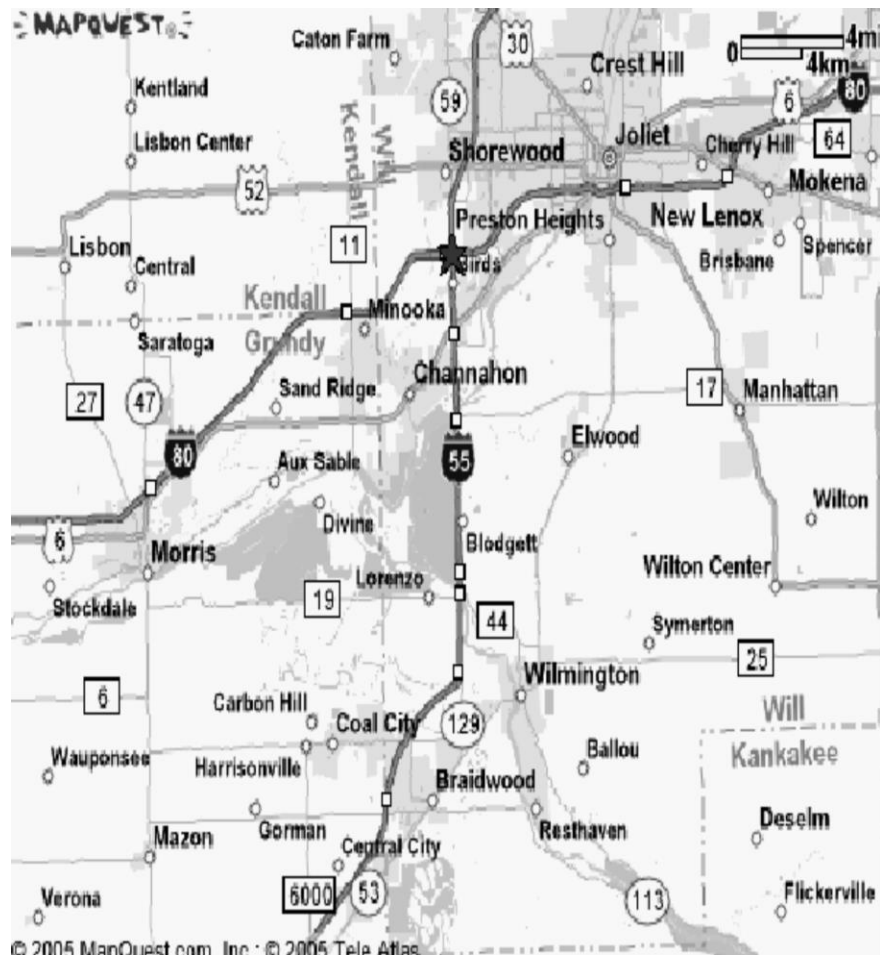 MAPQUEST
4mi
0
4km
Caton Farm
30
Crest Hill
Kentland
59
6
80
Lisbon Center
Kendall
Will
Joliet
Cherry Hill
64
Shorewood
52
Mokena
Preston Heights
New Lenox
Lisbon
11
Brisbane
Spencer
Central
Kendall
Minooka
Saratoga
Grundy
Channahon
27
47
Sand Ridge
17
Manhattan
80
55
Elwood
Aux Sable
Divine
Wilton
6
Blodgett
Morris
Lorenzo
Wilton Center
Stockdale
19
44
Symerton
25
6
Wilmington
Carbon Hill
Will
Coal City
129
Kankakee
Wauponsee
Harrisonville
Ballou
Braidwood
Gorman
Resthaven
Deselm
Mazon
Central City
6000
53
113
Verona
Flickerville
© 2005 MapQuest.com, Inc.; © 2005 Tele Atlas